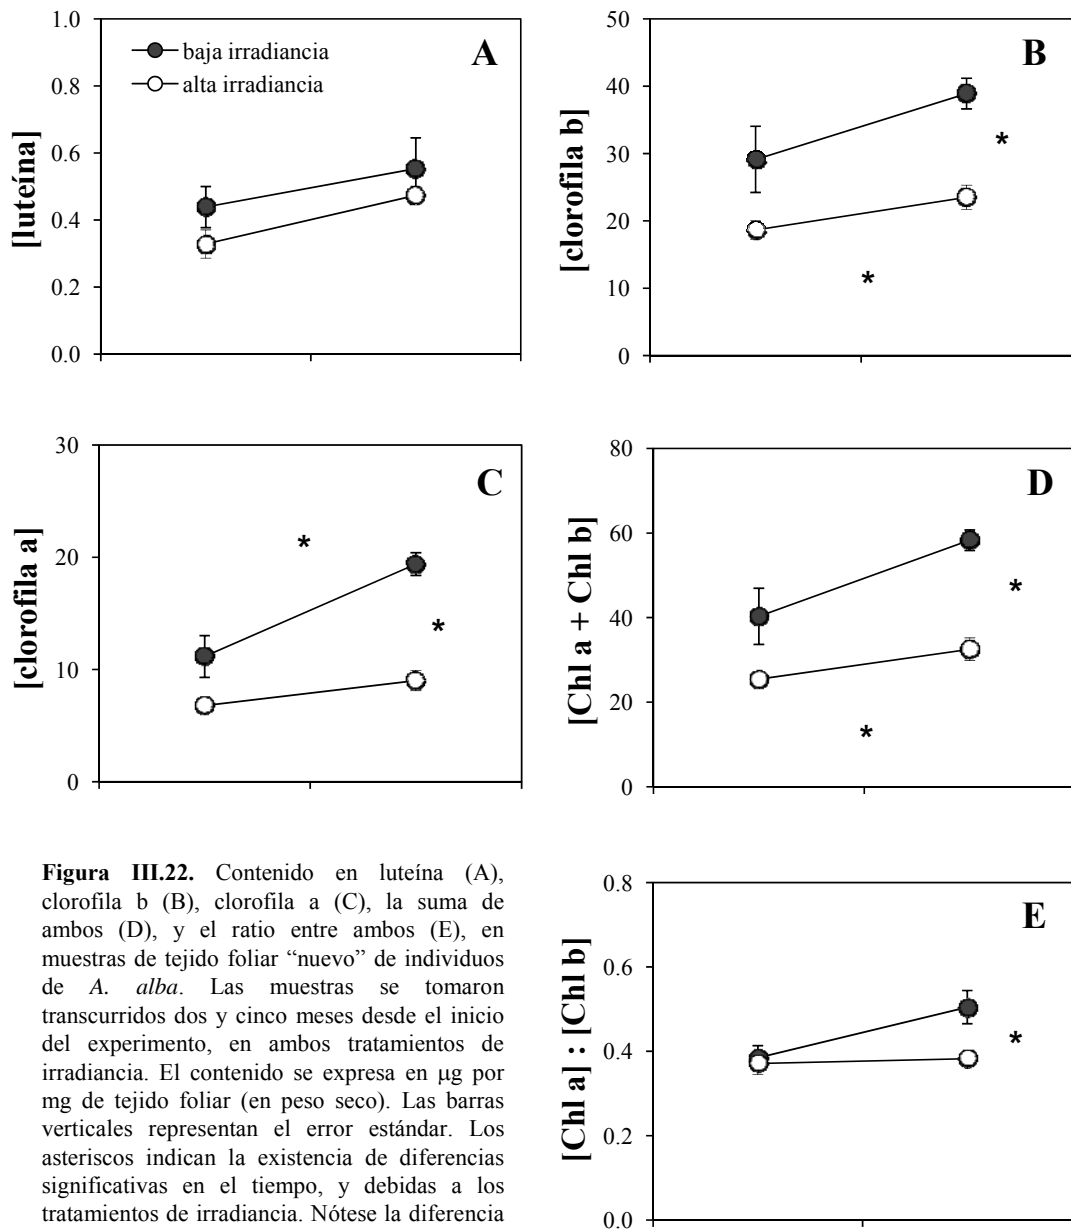 1.0
0.8
0.6
0.4
0.2
0.0
[luteína]
baja irradiancia
alta irradiancia
A
50
40
30
20
10
0
[clorofila b]
B
*
*
30
20
10
0
[clorofila a]
C
*
*
80
60
40
20
0
[Chl a + Chl b]
D
*
*
Figura III.22. Contenido en luteína (A),
clorofila b (B), clorofila a (C), la suma de
ambos (D), y el ratio entre ambos (E), en
muestras de tejido foliar “nuevo” de individuos
de A. alba. Las muestras se tomaron
transcurridos dos y cinco meses desde el inicio
del experimento, en ambos tratamientos de
irradiancia. El contenido se expresa en μg por
mg de tejido foliar (en peso seco). Las barras
verticales representan el error estándar. Los
asteriscos indican la existencia de diferencias
significativas en el tiempo, y debidas a los
tratamientos de irradiancia. Nótese la diferencia
0.8
0.6
0.4
0.2
0.0
[Chl a] : [Chl b]
E
*